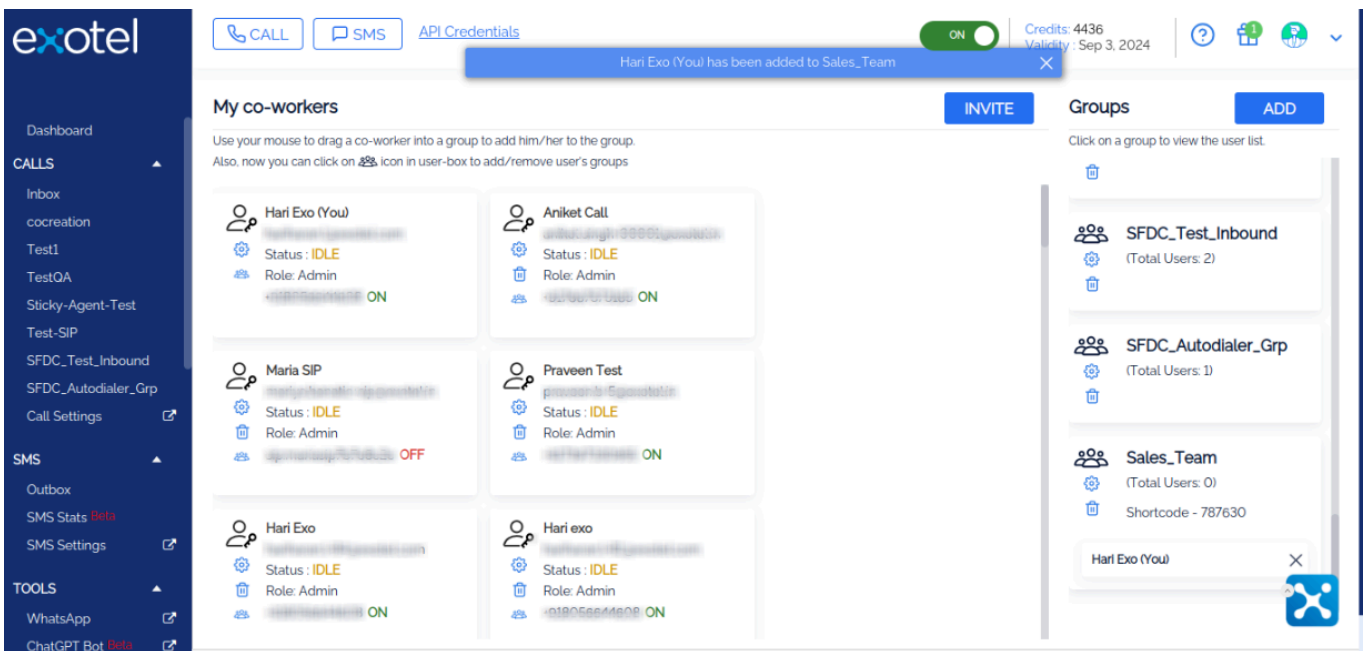 exotel
CALL
SMS
API Credentials
ON
Credits: 4436
Validity : Sep 3, 2024
1
Hari Exo (You) has been added to Sales_Team
Dashboard
CALLS
Inbox
cocreation
Test1
TestQA
Sticky-Agent-Test
Test-SIP
SFDC_Test_Inbound
SFDC_Autodialer_Grp
Call Settings
SMS
Outbox
SMS Stats Beta
SMS Settings
TOOLS
WhatsApp
ChatGPT Bot Beta
My co-workers
INVITE
Use your mouse to drag a co-worker into a group to add him/her to the group.
Also, now you can click on icon in user-box to add/remove user's groups
Hari Exo (You)
Status : IDLE
Role: Admin
ON
Aniket Call
Status : IDLE
Role: Admin
ON
Maria SIP
Status : IDLE
Role: Admin
OFF
Praveen Test
Status : IDLE
Role: Admin
ON
Hari Exo
Status : IDLE
Role: Admin
ON
Hari exo
Status : IDLE
Role: Admin
ON
Groups
ADD
Click on a group to view the user list.
SFDC_Test_Inbound
(Total Users: 2)
SFDC_Autodialer_Grp
(Total Users: 1)
Sales_Team
(Total Users: 0)
Shortcode - 787630
Hari Exo (You)